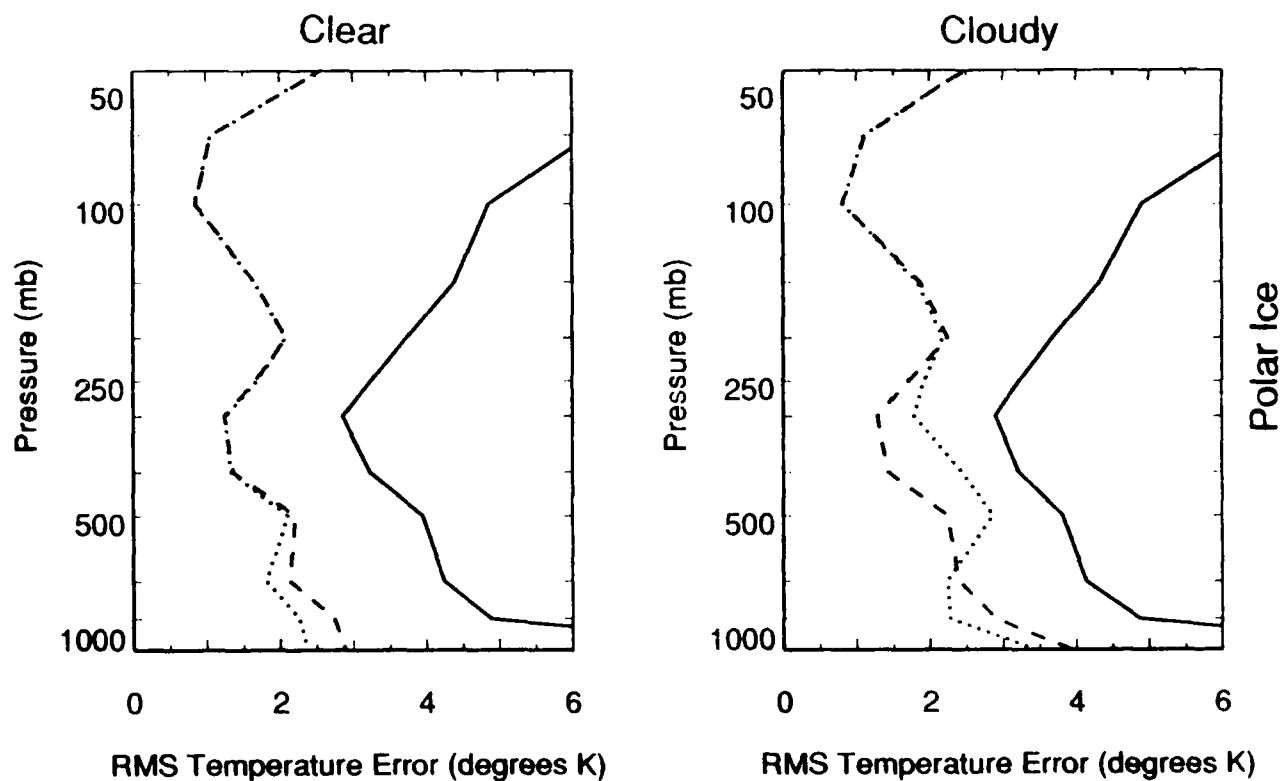 Clear
Cloudy
50
100
250
500
1000
Pressure (mb)
0 2 4 6
RMS Temperature Error (degrees K)
50
100
250
500
1000
Pressure (mb)
0 2 4 6
RMS Temperature Error (degrees K)
Polar Ice